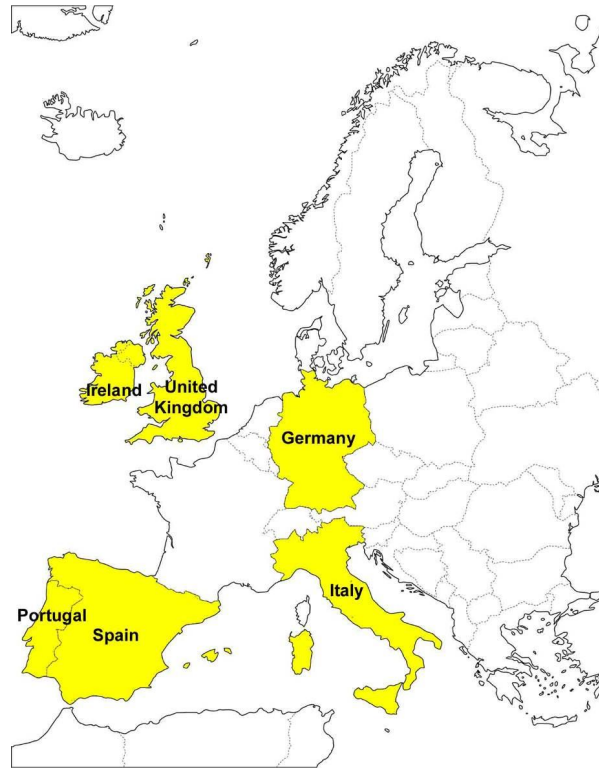 Ireland
United
Kingdom
Germany
Italy
Portugal
Spain